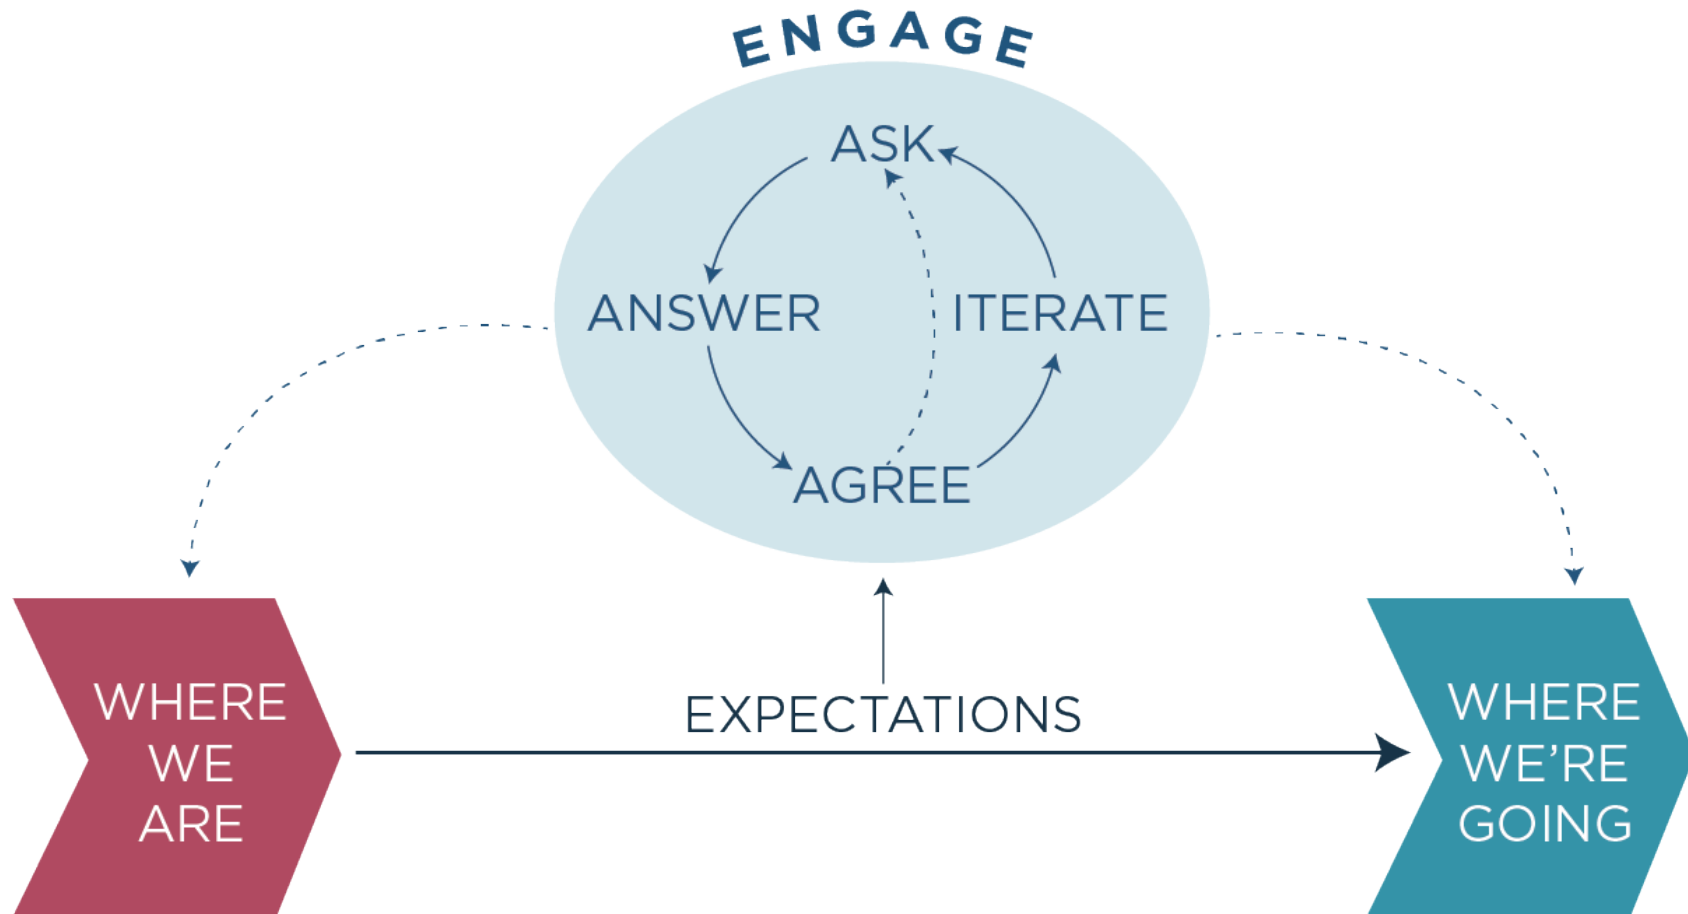 ENGAGE
ASK
ANSWER
ITERATE
AGREE
EXPECTATIONS
WHERE
WE
ARE
WHERE
WE’RE
GOING